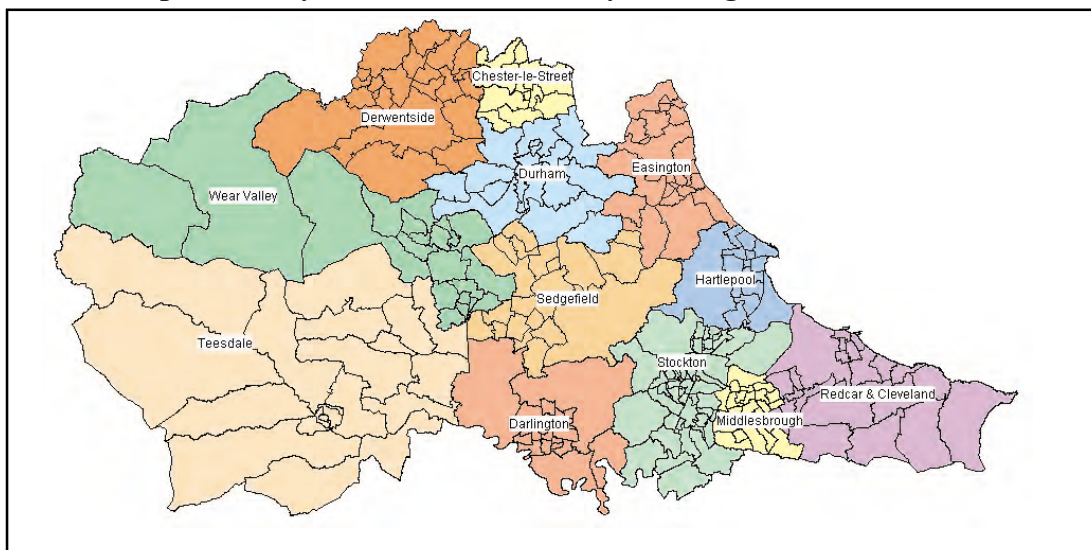 Chester-le-Street
Derwentside
Easington
Durham
Wear Valley
Hartlepool
Sedgefield
Teesdale
Stockton
Redcar & Cleveland
Middlesbrough
Darlington